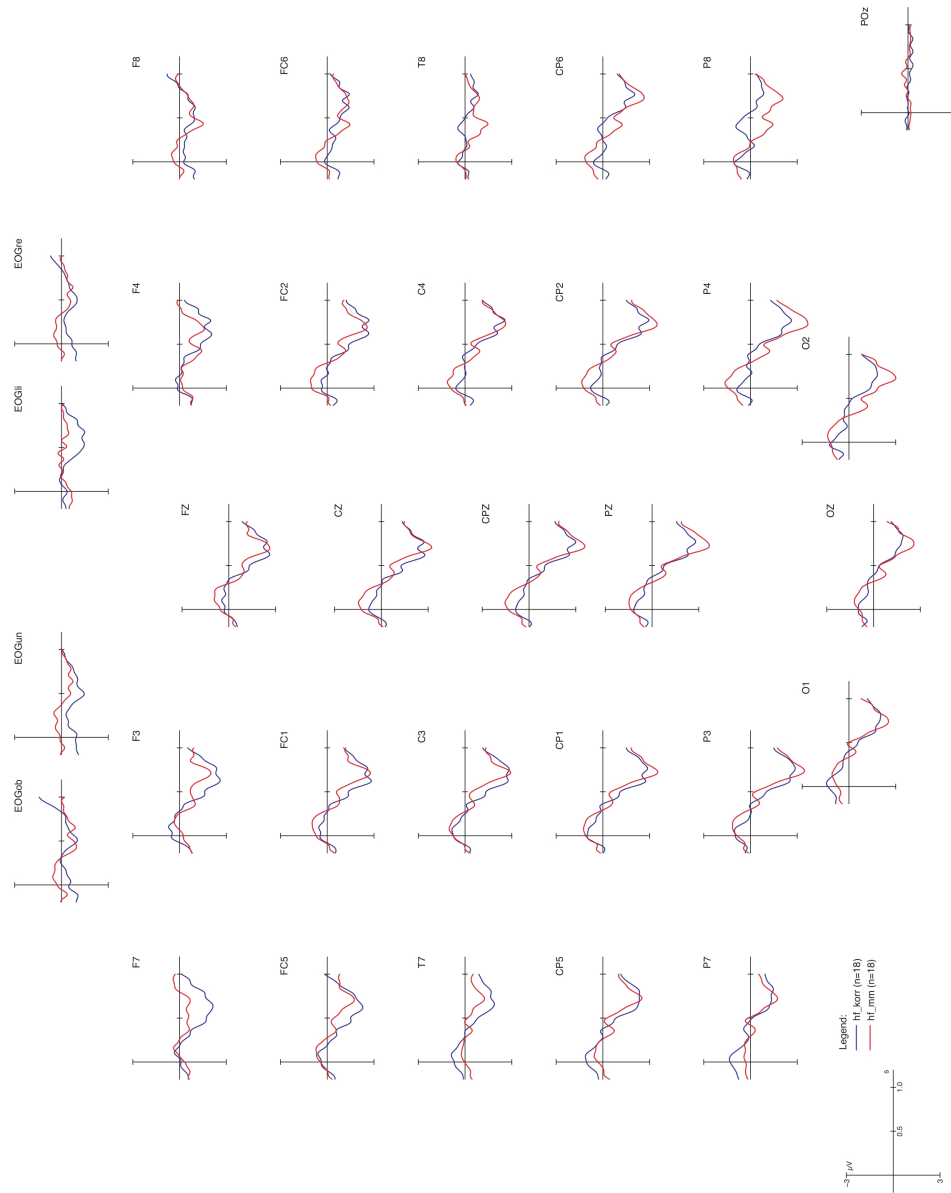 EOGob EOGun EOGli EOGre
F7 F3 F4 F8
FZ
FC5 FC1 FC2 FC6
CZ
T7 C3 C4 T8
CPZ
CP5 CP1 CP2 CP6
PZ
P7 P3 P4 P8
O1 O2
OZ
POz
Legend:
hf_korr (n=18)
hf_mm (n=18)
−3 µV
s
0.5 1.0
3